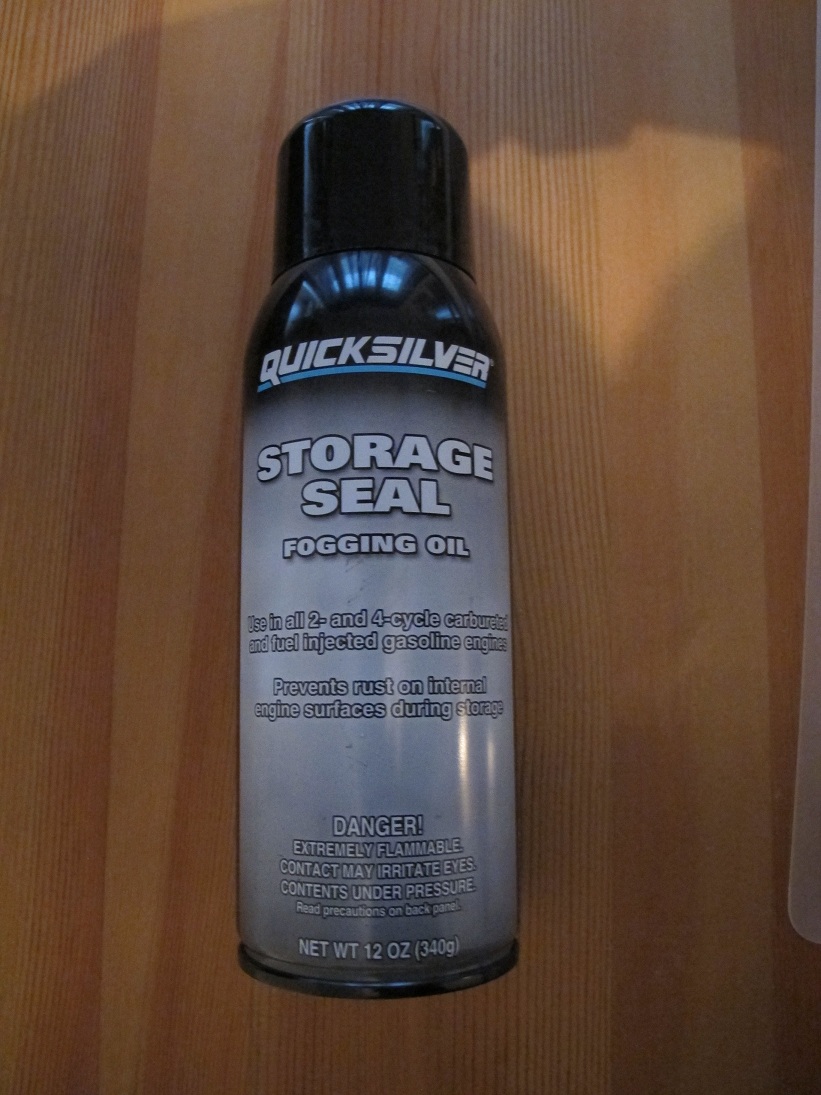 QUICKSILVER®
STORAGE
SEAL
FOGGING OIL
Use in all 2- and 4-cycle carbureted
and fuel injected gasoline engines
Prevents rust on internal
engine surfaces during storage
DANGER!
EXTREMELY FLAMMABLE.
CONTACT MAY IRRITATE EYES.
CONTENTS UNDER PRESSURE.
Read precautions on back panel.
NET WT 12 OZ (340g)